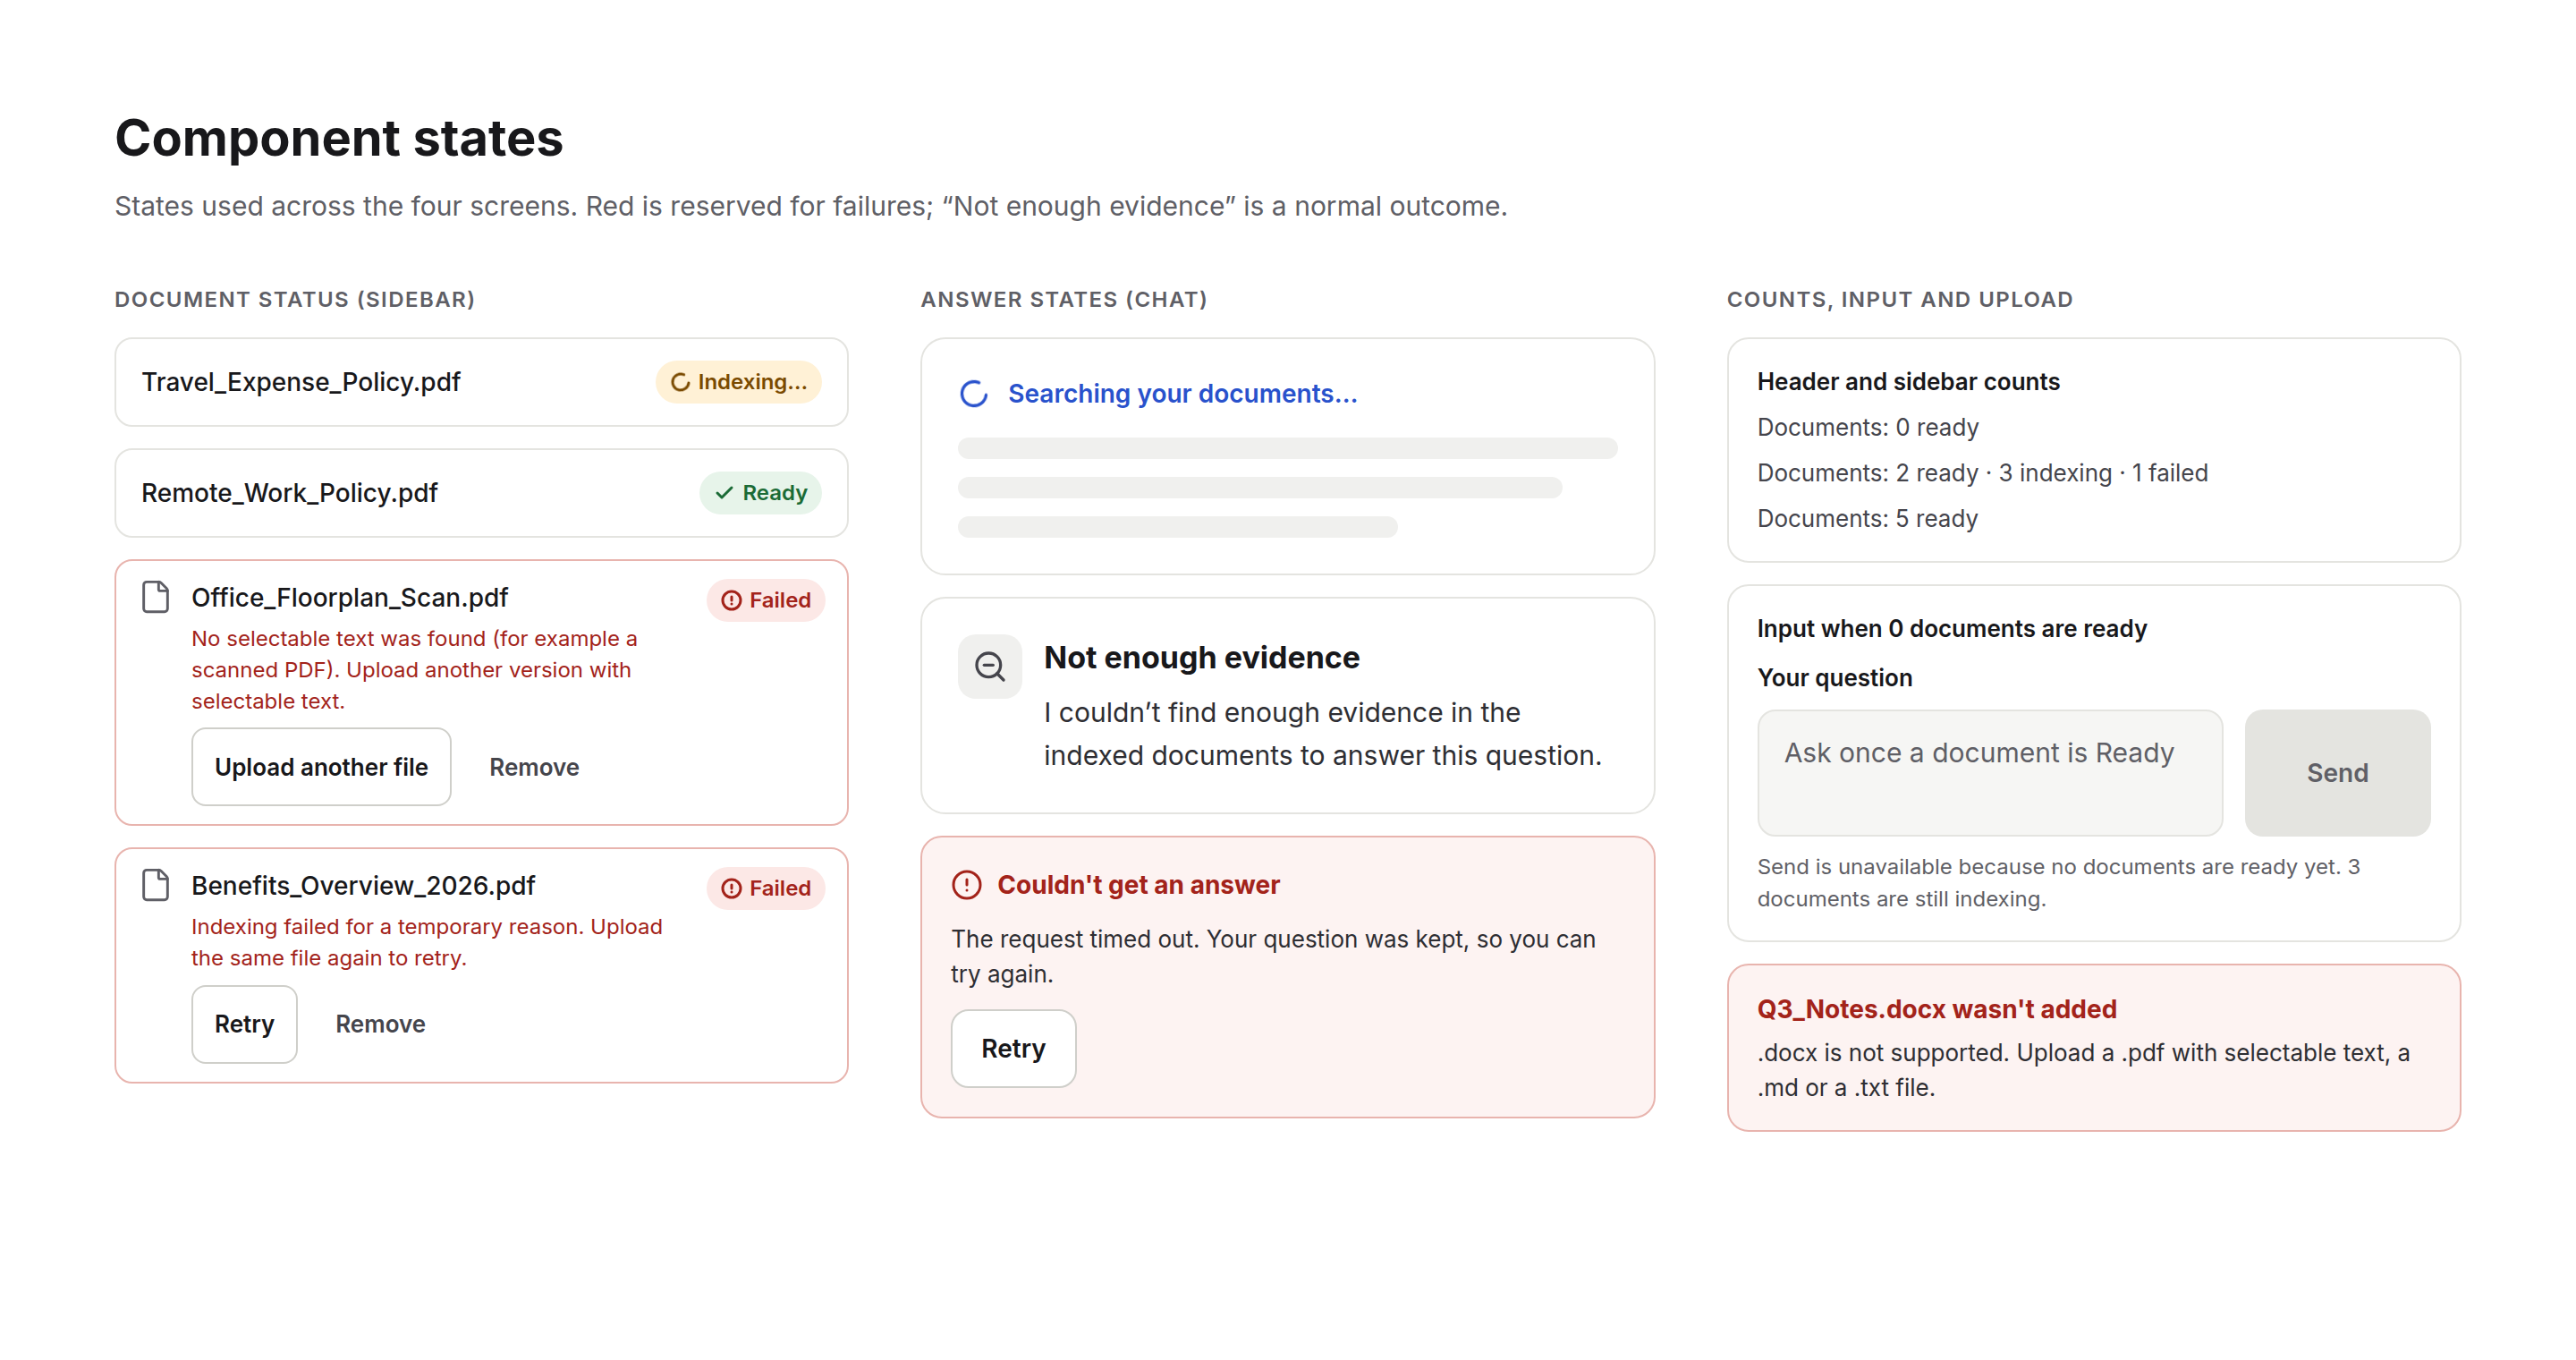 Component states
States used across the four screens. Red is reserved for failures; “Not enough evidence” is a normal outcome.
DOCUMENT STATUS (SIDEBAR)
Travel_Expense_Policy.pdf
Indexing...
Remote_Work_Policy.pdf
Ready
Office_Floorplan_Scan.pdf
Failed
No selectable text was found (for example a
scanned PDF). Upload another version with
selectable text.
Upload another file
Remove
Benefits_Overview_2026.pdf
Failed
Indexing failed for a temporary reason. Upload
the same file again to retry.
Retry
Remove
ANSWER STATES (CHAT)
Searching your documents...
Not enough evidence
I couldn’t find enough evidence in the
indexed documents to answer this question.
Couldn't get an answer
The request timed out. Your question was kept, so you can
try again.
Retry
COUNTS, INPUT AND UPLOAD
Header and sidebar counts
Documents: 0 ready
Documents: 2 ready · 3 indexing · 1 failed
Documents: 5 ready
Input when 0 documents are ready
Your question
Ask once a document is Ready
Send
Send is unavailable because no documents are ready yet. 3
documents are still indexing.
Q3_Notes.docx wasn't added
.docx is not supported. Upload a .pdf with selectable text, a
.md or a .txt file.